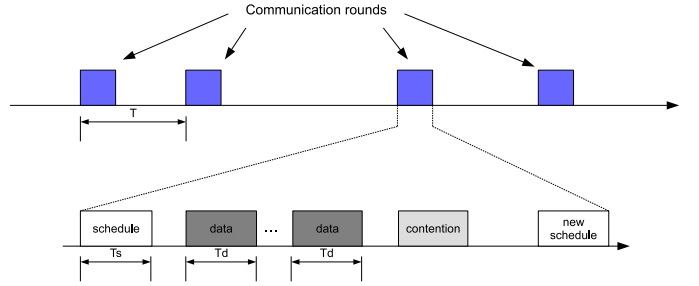 Communication rounds
T
schedule
data
...
data
contention
new
schedule
Ts
Td
Td